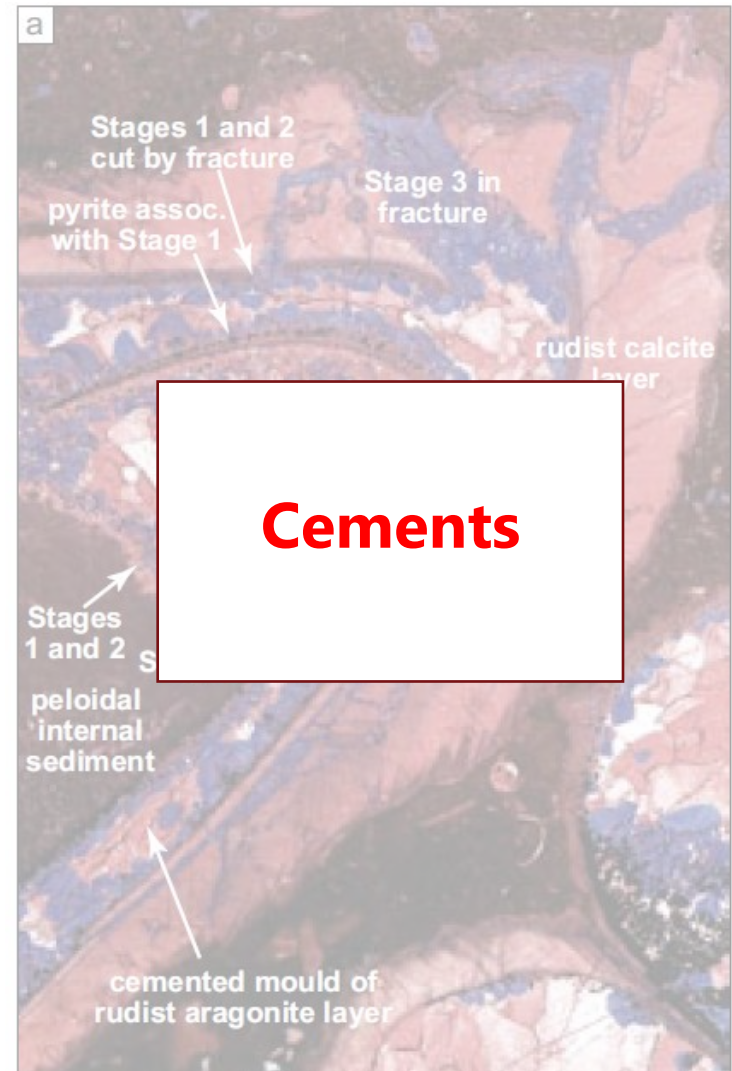 a
Stages 1 and 2
cut by fracture
Stage 3 in
fracture
pyrite assoc.
with Stage 1
rudist calcite
layer
Cements
Stages
1 and 2
S
peloidal
internal
sediment
cemented mould of
rudist aragonite layer